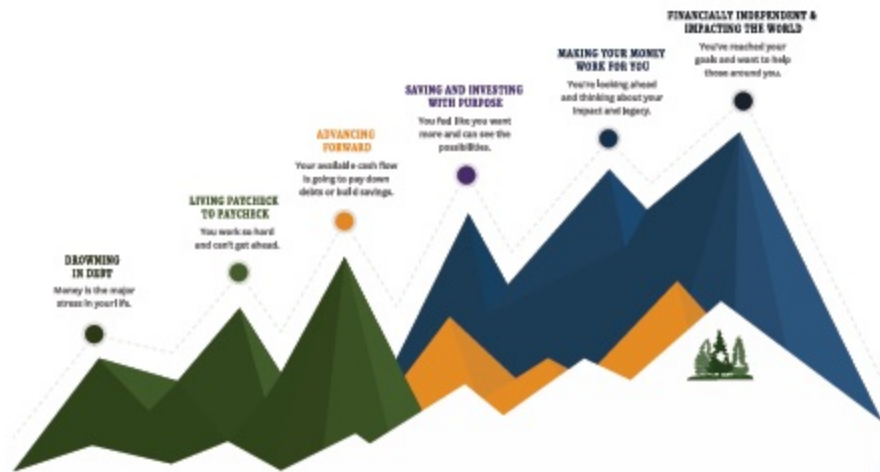 DROWNING
IN DEBT
Money is the major
stress in your life.
LIVING PAYCHECK
TO PAYCHECK
You work so hard
and can't get ahead.
ADVANCING
FORWARD
Your available cash flow
is going to pay down
debts or build savings.
SAVING AND INVESTING
WITH PURPOSE
You feel like you want
more and can see the
possibilities.
MAKING YOUR MONEY
WORK FOR YOU
You're looking ahead
and thinking about your
impact and legacy.
FINANCIALLY INDEPENDENT &
IMPACTING THE WORLD
You've reached your
goals and want to help
those around you.